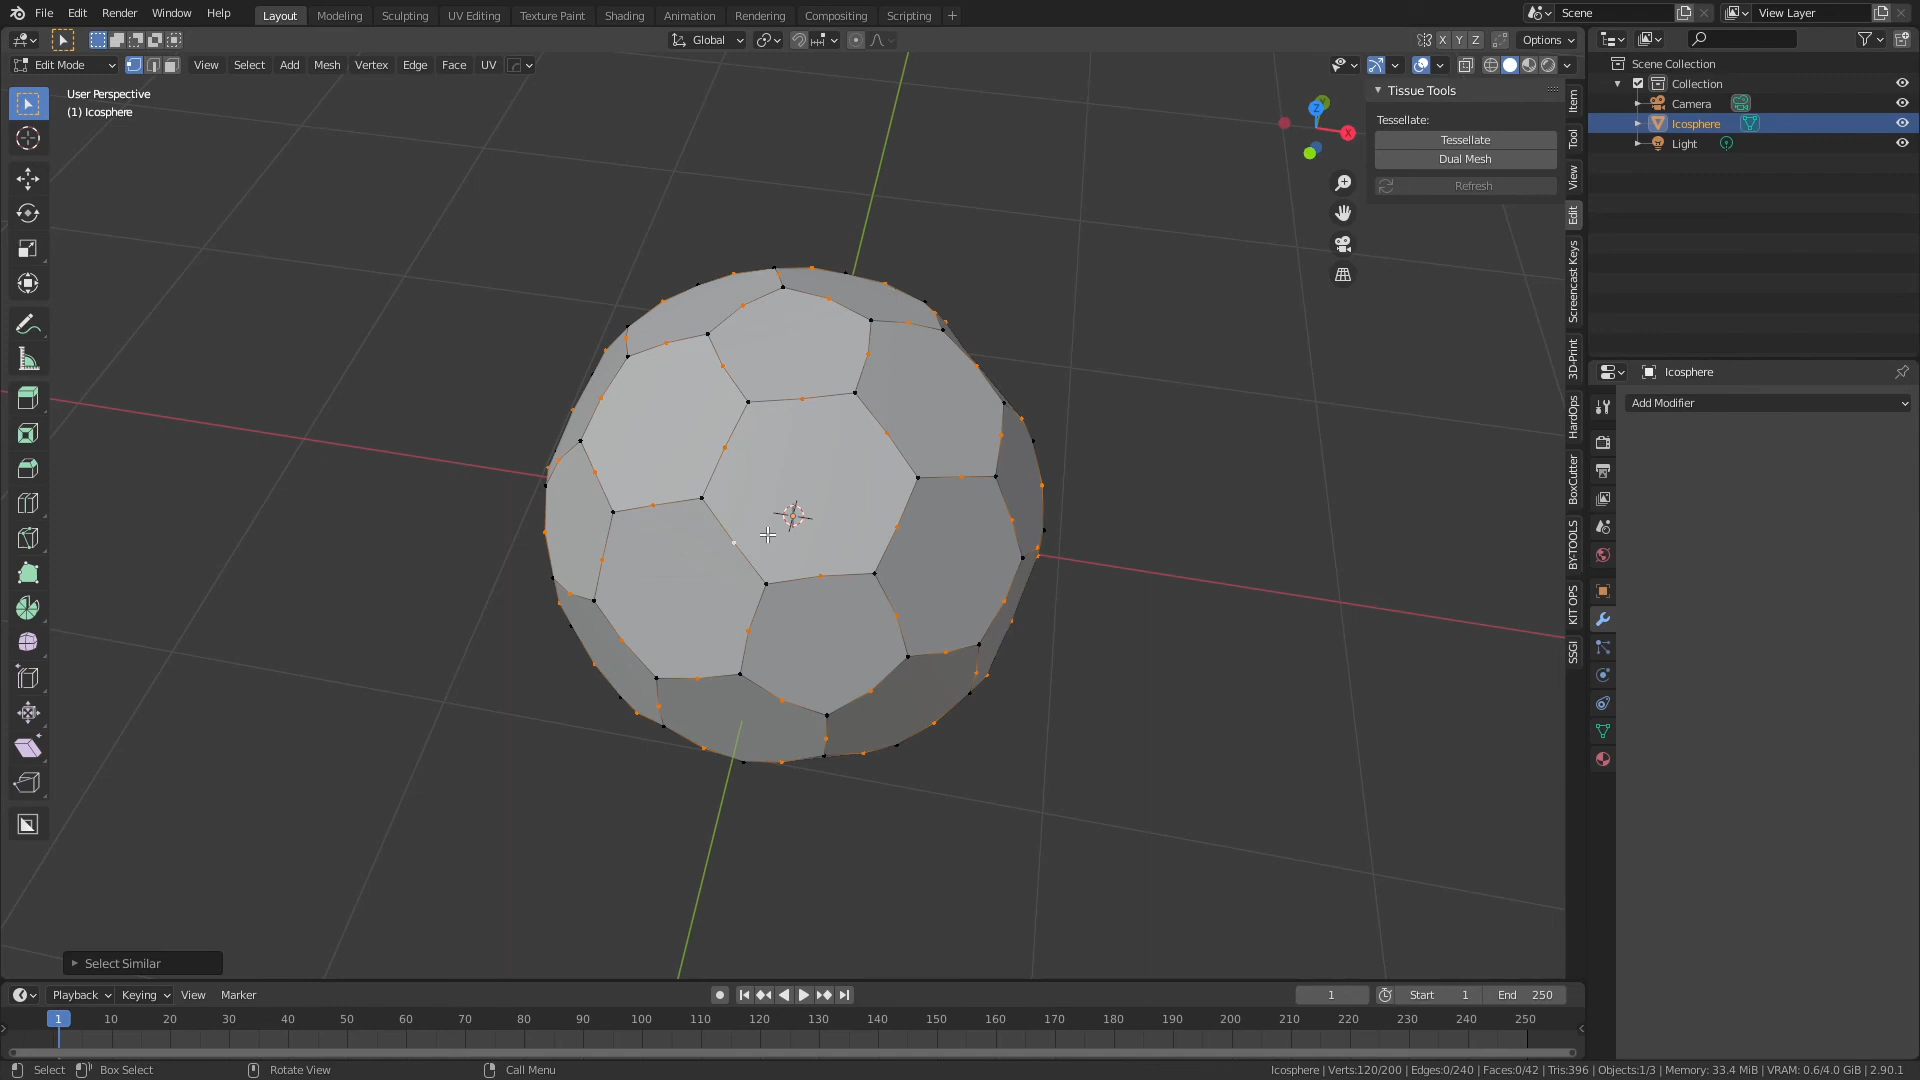 File Edit Render Window Help Layout Modeling Sculpting UV Editing Texture Paint Shading Animation Rendering Compositing Scripting + Scene View Layer
Global X Y Z Options
Edit Mode View Select Add Mesh Vertex Edge Face UV
User Perspective
(1) Icosphere
Tissue Tools
Tessellate:
Tessellate
Dual Mesh
Refresh
Z Y X
Item
Tool
View
Edit
Screencast Keys
3D-Print
HardOps
BoxCutter
BY-TOOLS
KIT OPS
SSGI
Scene Collection
Collection
Camera
Icosphere
Light
Icosphere
Add Modifier
Select Similar
Playback Keying View Marker 1 Start 1 End 250
1 10 20 30 40 50 60 70 80 90 100 110 120 130 140 150 160 170 180 190 200 210 220 230 240 250
Select Box Select Rotate View Call Menu Icosphere | Verts:120/200 | Edges:0/240 | Faces:0/42 | Tris:396 | Objects:1/3 | Memory: 33.4 MiB | VRAM: 0.6/4.0 GiB | 2.90.1